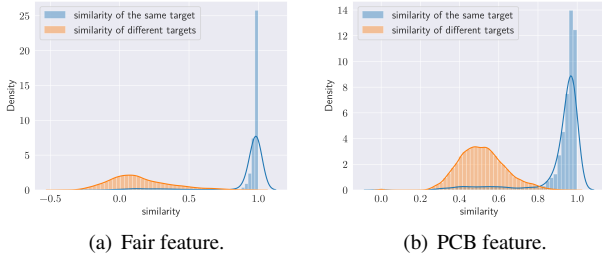 similarity of the same target
similarity of different targets
25
20
15
10
5
0
Density
−0.5
0.0
0.5
1.0
similarity
(a) Fair feature.
similarity of the same target
similarity of different targets
14
12
10
8
6
4
2
0
Density
0.0
0.2
0.4
0.6
0.8
1.0
similarity
(b) PCB feature.